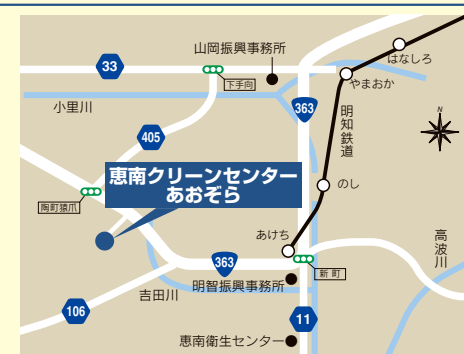 山岡振興事務所
はなしろ
33
下手向
やまおか
小里川
363
明知鉄道
N
405
恵南クリーンセンター
あおぞら
のし
陶町猿爪
あけち
高波川
363
新町
明智振興事務所
吉田川
106
11
恵南衛生センター